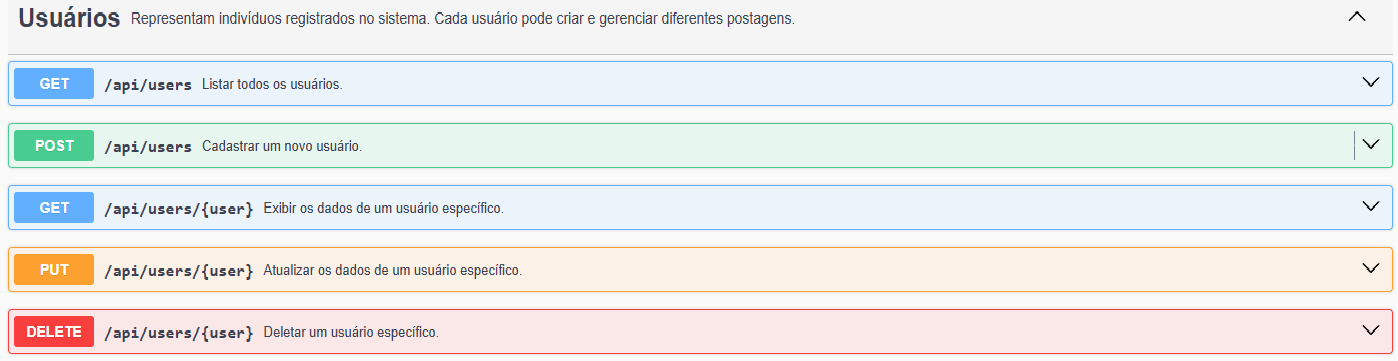 Usuários Representam indivíduos registrados no sistema. Cada usuário pode criar e gerenciar diferentes postagens.
GET /api/users Listar todos os usuários.
POST /api/users Cadastrar um novo usuário.
GET /api/users/{user} Exibir os dados de um usuário específico.
PUT /api/users/{user} Atualizar os dados de um usuário específico.
DELETE /api/users/{user} Deletar um usuário específico.